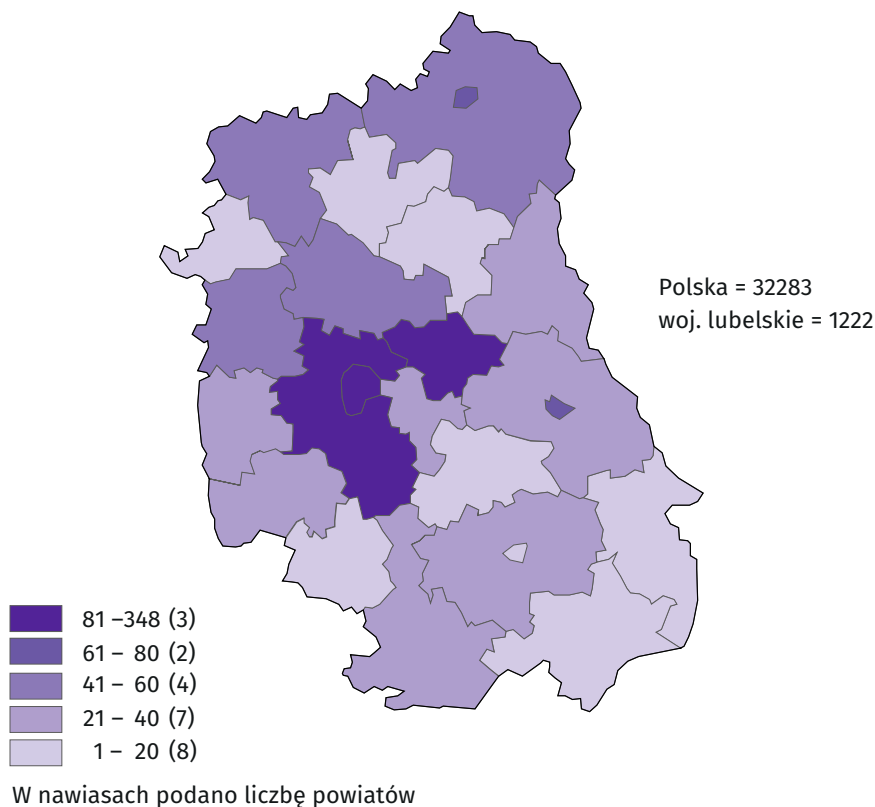 Polska = 32283
woj. lubelskie = 1222
81 –348 (3)
61 – 80 (2)
41 – 60 (4)
21 – 40 (7)
1 – 20 (8)
W nawiasach podano liczbę powiatów